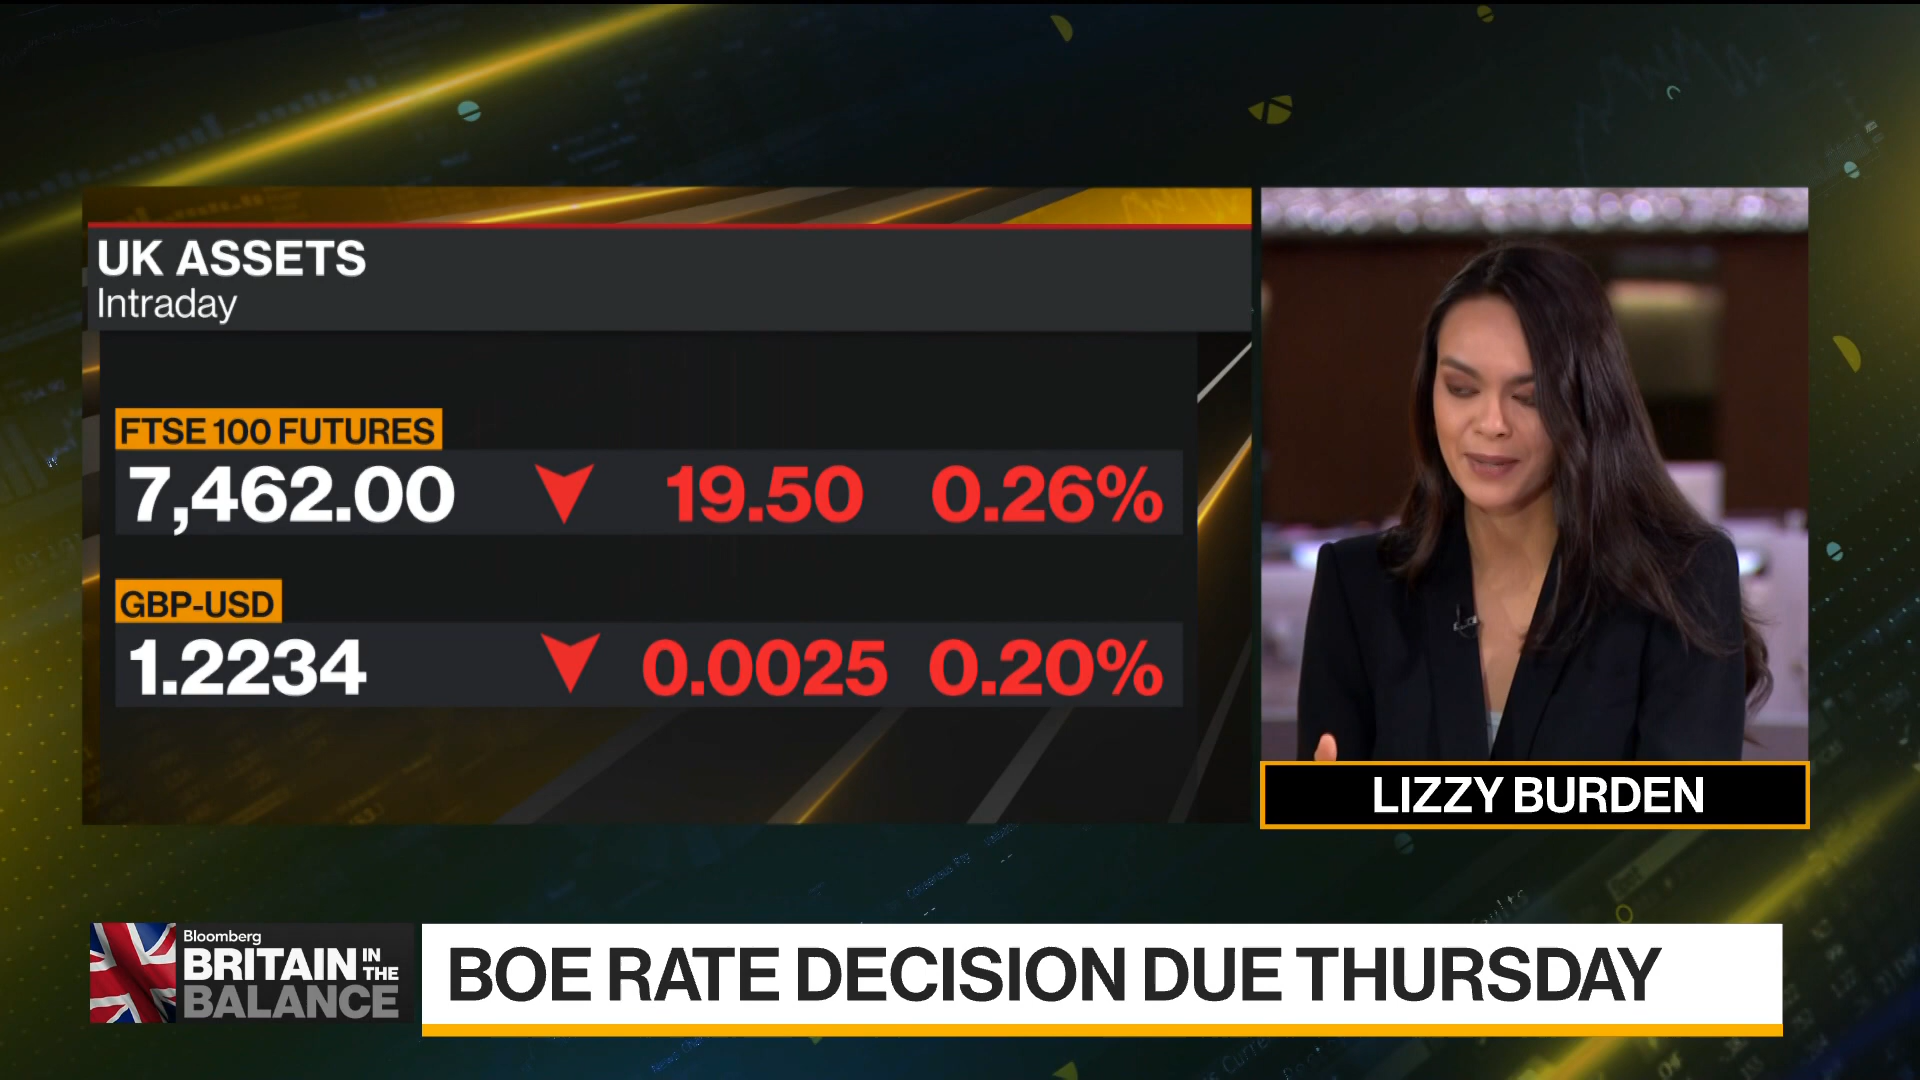 UK ASSETS
Intraday
FTSE 100 FUTURES
7,462.00 19.50 0.26%
GBP-USD
1.2234 0.0025 0.20%
LIZZY BURDEN
Bloomberg
BRITAIN IN THE
BALANCE
BOE RATE DECISION DUE THURSDAY